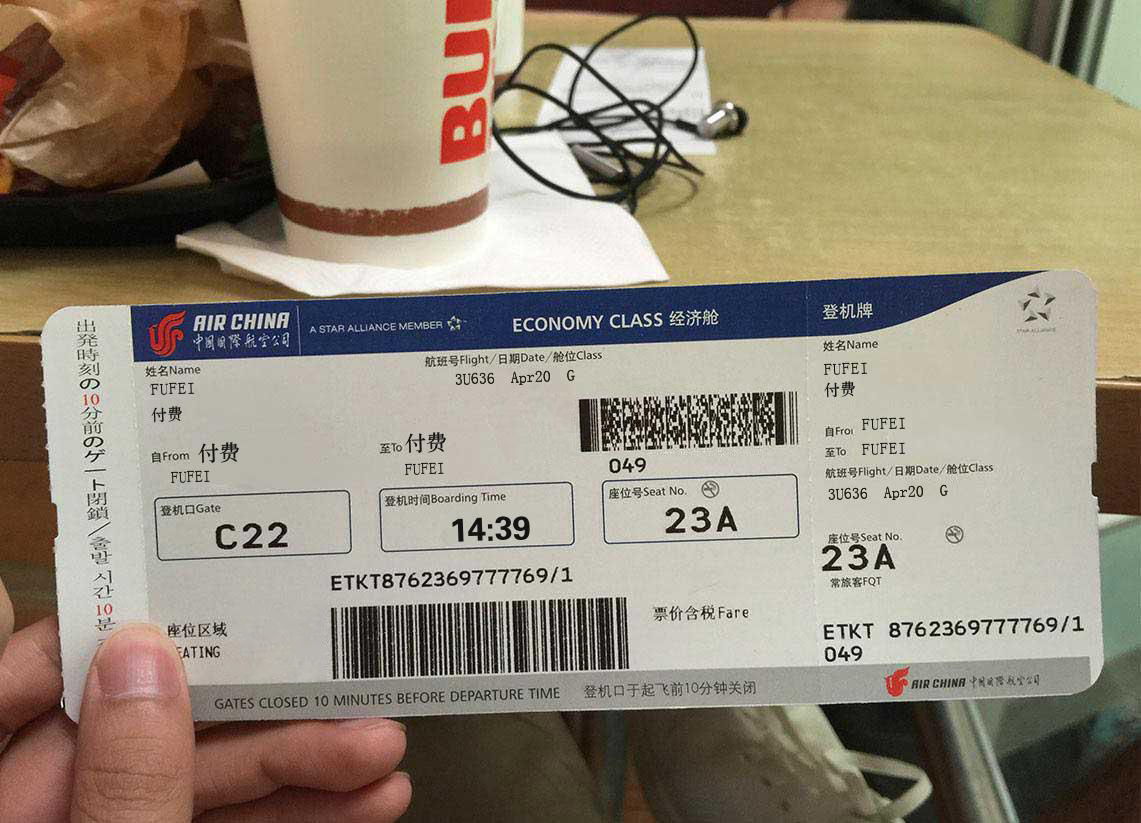 BU
出発時刻の10分前のゲート閉鎖/출발 시간 10분
AIR CHINA
中國國際航空公司
A STAR ALLIANCE MEMBER
ECONOMY CLASS 经济舱
登机牌
STAR ALLIANCE
姓名Name
FUFEI
付费
航班号Flight/日期Date/舱位Class
3U636 Apr20 G
自From 付费
FUFEI
至To 付费
FUFEI
049
登机口Gate
C22
登机时间Boarding Time
14:39
座位号Seat No.
23A
ETKT8762369777769/1
座位区域
EATING
票价含税Fare
GATES CLOSED 10 MINUTES BEFORE DEPARTURE TIME 登机口于起飞前10分钟关闭
姓名Name
FUFEI
付费
自Fro FUFEI
至To FUFEI
航班号Flight/日期Date/舱位Class
3U636 Apr20 G
座位号Seat No.
23A
常旅客FQT
ETKT 8762369777769/1
049
AIR CHINA 中國國際航空公司